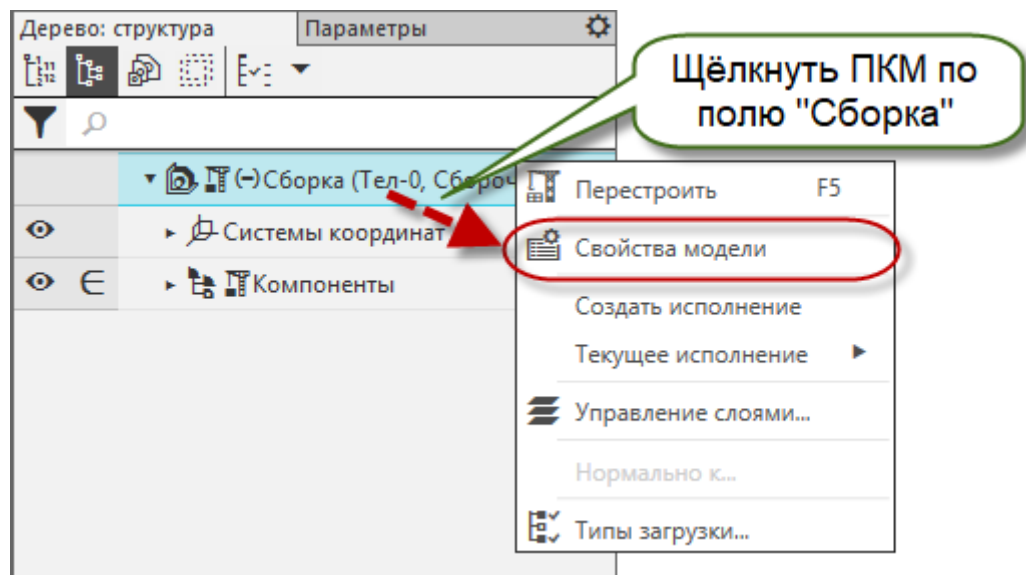 Дерево: структура
Параметры
Щёлкнуть ПКМ по
полю "Сборка"
(-)Сборка (Тел-0, Сбороч
Перестроить F5
Системы координат
Свойства модели
Компоненты
Создать исполнение
Текущее исполнение
Управление слоями...
Нормально к...
Типы загрузки...